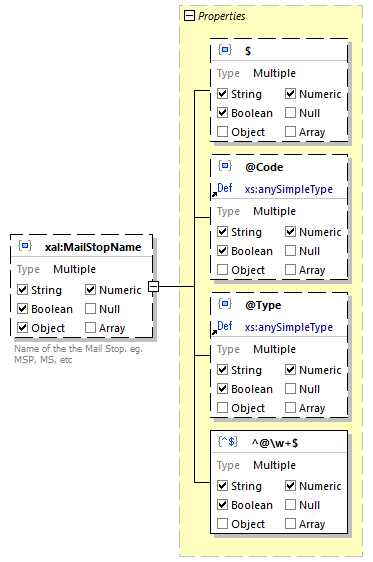 Properties
$
Type Multiple
String Numeric
Boolean Null
Object Array
@Code
Def xs:anySimpleType
Type Multiple
String Numeric
Boolean Null
Object Array
xal:MailStopName
Type Multiple
String Numeric
Boolean Null
Object Array
Name of the the Mail Stop. eg.
MSP, MS, etc
@Type
Def xs:anySimpleType
Type Multiple
String Numeric
Boolean Null
Object Array
{^$} ^@\w+$
Type Multiple
String Numeric
Boolean Null
Object Array